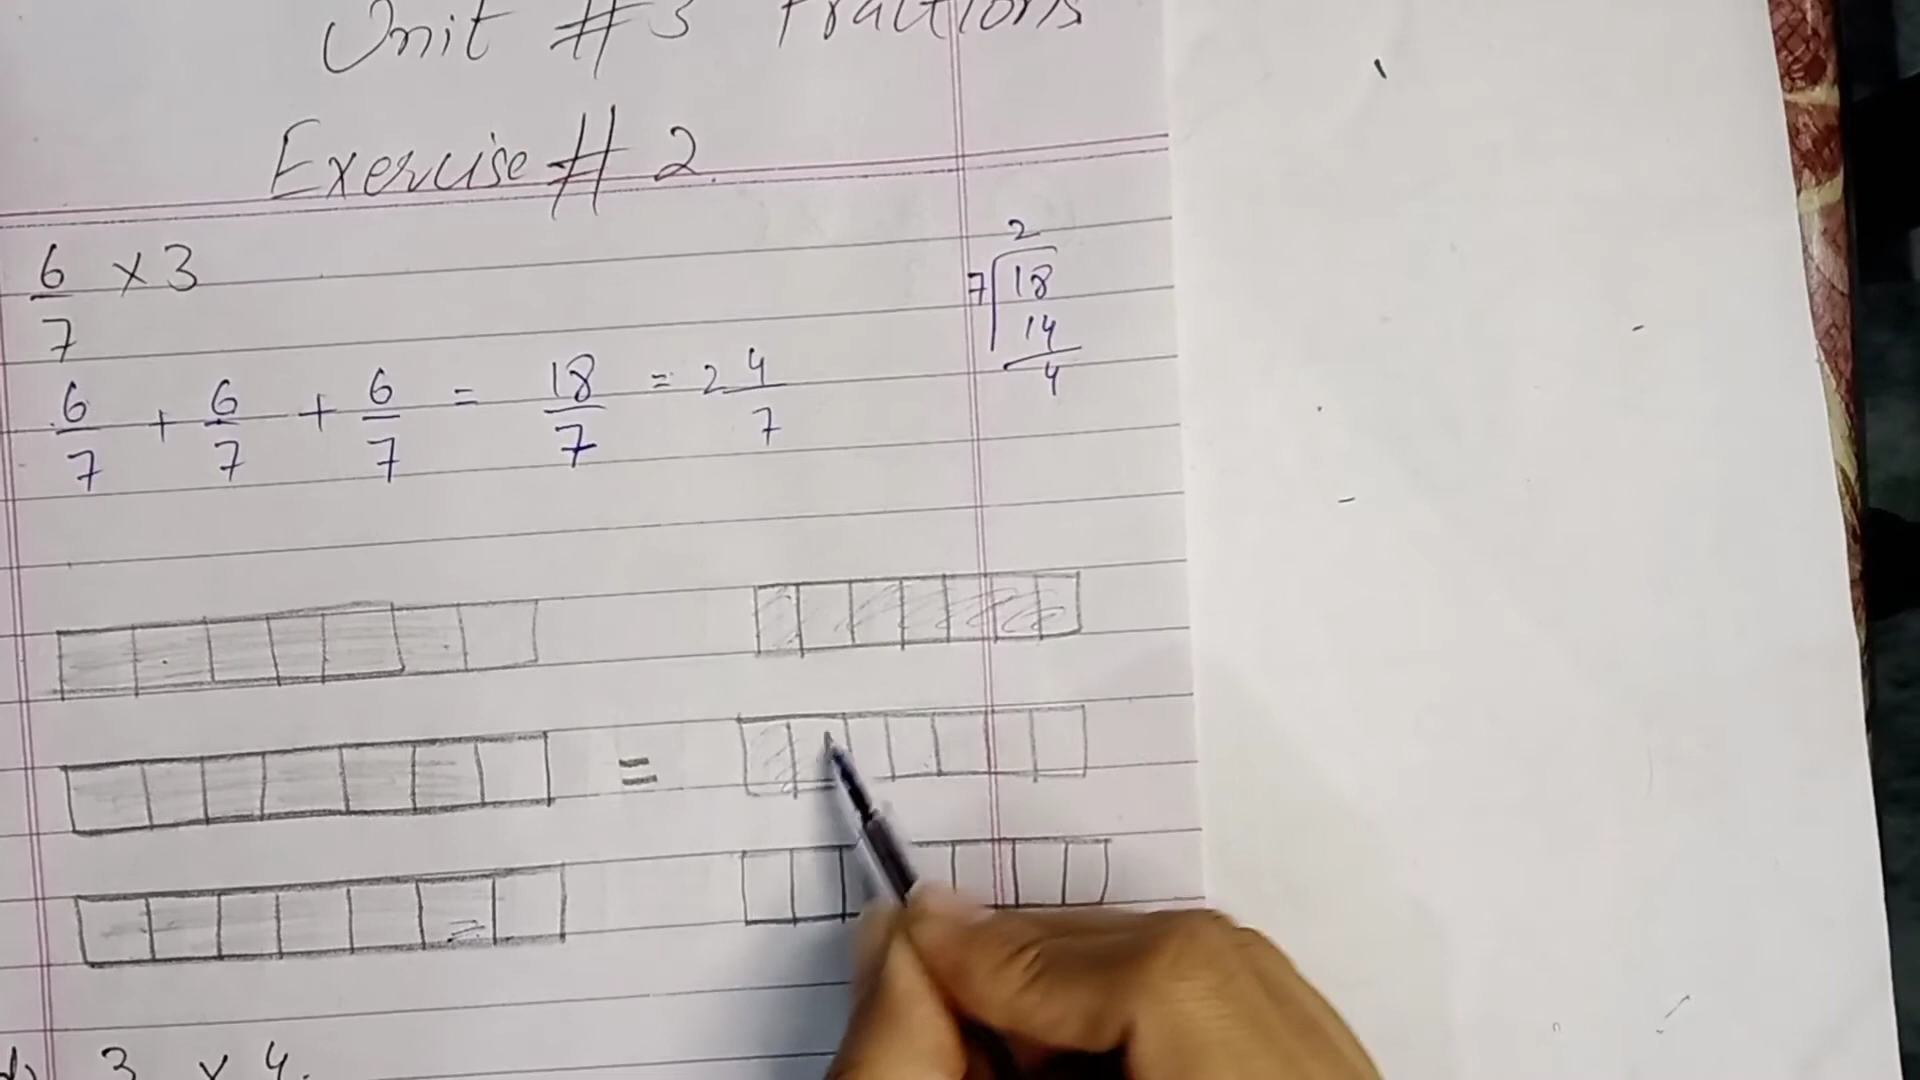 Unit #3 Fractions
Exercise # 2.
6/7 × 3
6/7 + 6/7 + 6/7 = 18/7 = 2 4/7
2
7 18
14
4
=
3 × 4.